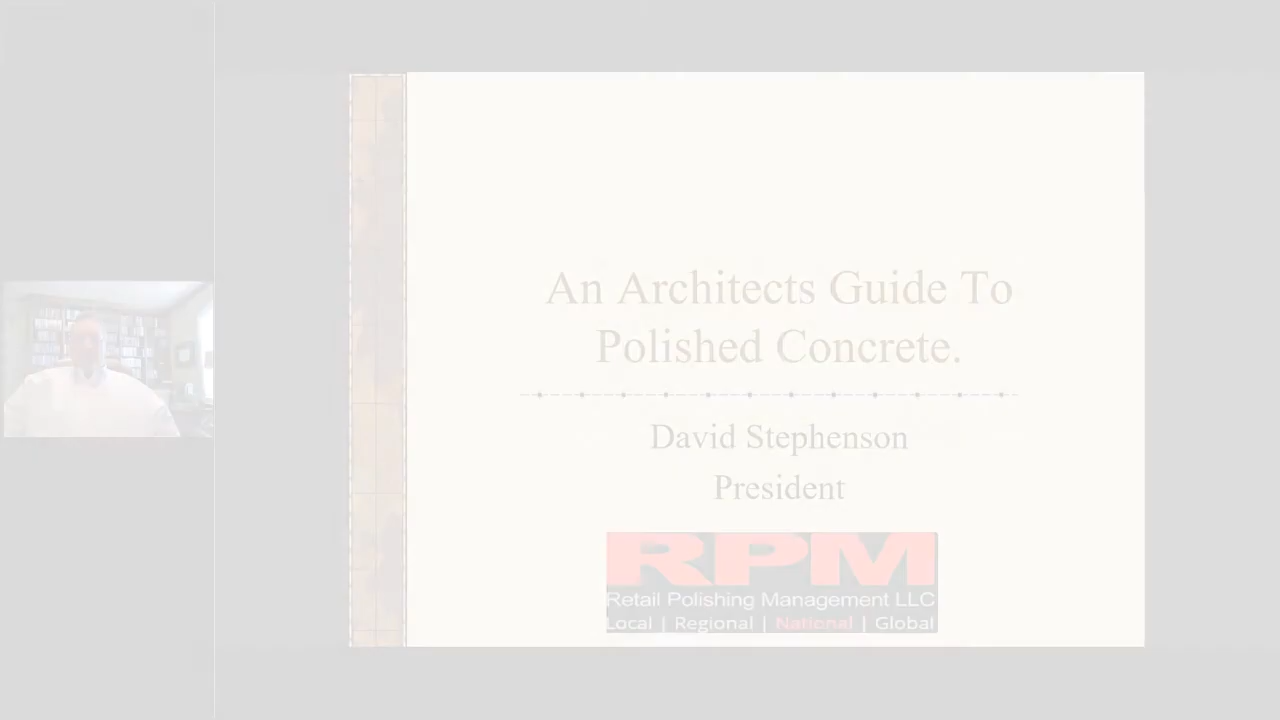 An Architects Guide To
Polished Concrete.
David Stephenson
President
RPM
Retail Polishing Management LLC
Local | Regional | National | Global